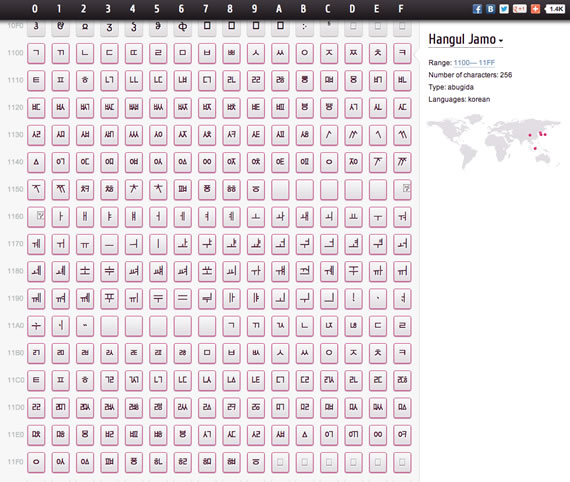 0 1 2 3 4 5 6 7 8 9 A B C D E F
1.4K
10F0
1100 ᄀ ᄁ ᄂ ᄃ ᄄ ᄅ ᄆ ᄇ ᄈ ᄉ ᄊ ᄋ ᄌ ᄍ ᄎ ᄏ
1110 ᄐ ᄑ ᄒ ᄓ ᄔ ᄕ ᄖ ᄗ ᄘ ᄙ ᄚ ᄛ ᄜ ᄝ ᄞ ᄟ
1120 ᄠ ᄡ ᄢ ᄣ ᄤ ᄥ ᄦ ᄧ ᄨ ᄩ ᄪ ᄫ ᄬ ᄭ ᄮ ᄯ
1130 ᄰ ᄱ ᄲ ᄳ ᄴ ᄵ ᄶ ᄷ ᄸ ᄹ ᄺ ᄻ ᄼ ᄽ ᄾ ᄿ
1140 ᅀ ᅁ ᅂ ᅃ ᅄ ᅅ ᅆ ᅇ ᅈ ᅉ ᅊ ᅋ ᅌ ᅍ ᅎ ᅏ
1150 ᅐ ᅑ ᅒ ᅓ ᅔ ᅕ ᅖ ᅗ ᅘ ᅙ
1160 ᅡ ᅢ ᅣ ᅤ ᅥ ᅦ ᅧ ᅨ ᅩ ᅪ ᅫ ᅬ ᅭ ᅮ ᅯ
1170 ᅰ ᅱ ᅲ ᅳ ᅴ ᅵ ᅶ ᅷ ᅸ ᅹ ᅺ ᅻ ᅼ ᅽ ᅾ ᅿ
1180 ᆀ ᆁ ᆂ ᆃ ᆄ ᆅ ᆆ ᆇ ᆈ ᆉ ᆊ ᆋ ᆌ ᆍ ᆎ ᆏ
1190 ᆐ ᆑ ᆒ ᆓ ᆔ ᆕ ᆖ ᆗ ᆘ ᆙ ᆚ ᆛ ᆜ ᆝ ᆞ ᆟ
11A0 ᆠ ᆡ ᆢ ᆨ ᆩ ᆪ ᆫ ᆬ ᆭ ᆮ ᆯ
11B0 ᆰ ᆱ ᆲ ᆳ ᆴ ᆵ ᆶ ᆷ ᆸ ᆹ ᆺ ᆻ ᆼ ᆽ ᆾ ᆿ
11C0 ᇀ ᇁ ᇂ ᇃ ᇄ ᇅ ᇆ ᇇ ᇈ ᇉ ᇊ ᇋ ᇌ ᇍ ᇎ ᇏ
11D0 ᇐ ᇑ ᇒ ᇓ ᇔ ᇕ ᇖ ᇗ ᇘ ᇙ ᇚ ᇛ ᇜ ᇝ ᇞ ᇟ
11E0 ᇠ ᇡ ᇢ ᇣ ᇤ ᇥ ᇦ ᇧ ᇨ ᇩ ᇪ ᇫ ᇬ ᇭ ᇮ ᇯ
11F0 ᇰ ᇱ ᇲ ᇳ ᇴ ᇵ ᇶ ᇷ ᇸ ᇹ
Hangul Jamo
Range: 1100— 11FF
Number of characters: 256
Type: abugida
Languages: korean